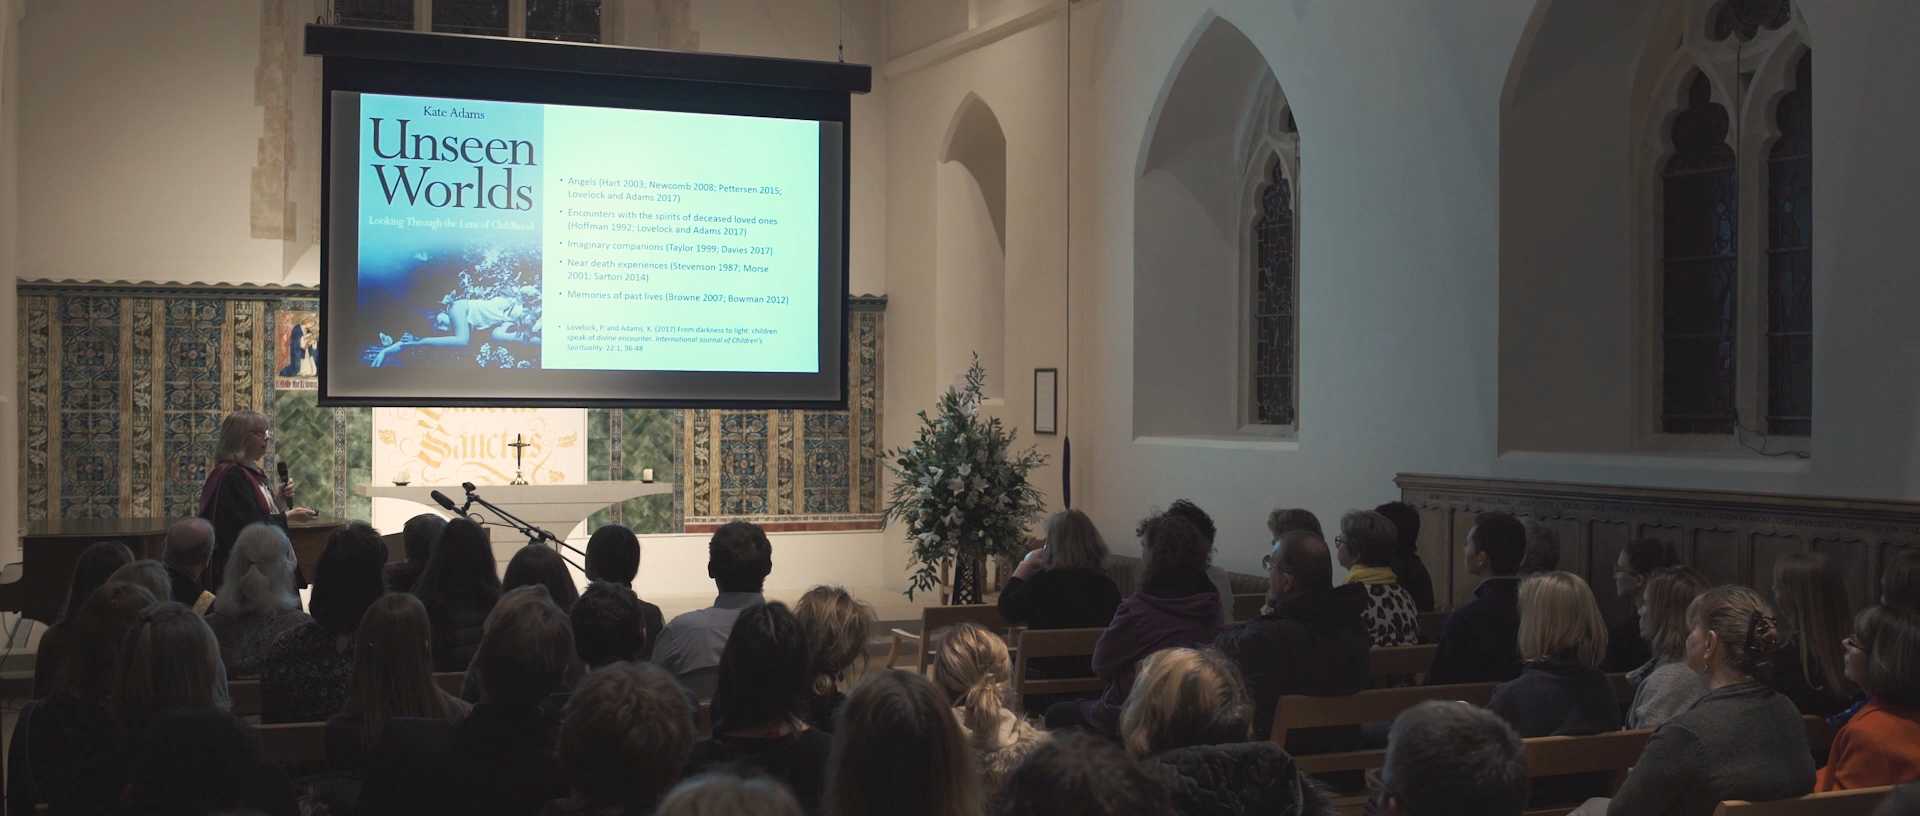 Kate Adams
Unseen
Worlds
Looking Through the Lens of Childhood
• Angels (Hart 2003; Newcomb 2008; Pettersen 2015;
Lovelock and Adams 2017)
• Encounters with the spirits of deceased loved ones
(Hoffman 1992; Lovelock and Adams 2017)
• Imaginary companions (Taylor 1999; Davies 2017)
• Near death experiences (Stevenson 1987; Morse
2001; Sartori 2014)
• Memories of past lives (Browne 2007; Bowman 2012)
• Lovelock, P. and Adams, K. (2017) From darkness to light: children
speak of divine encounter. International Journal of Children's
Spirituality. 22:1, 36-48
Sanctus